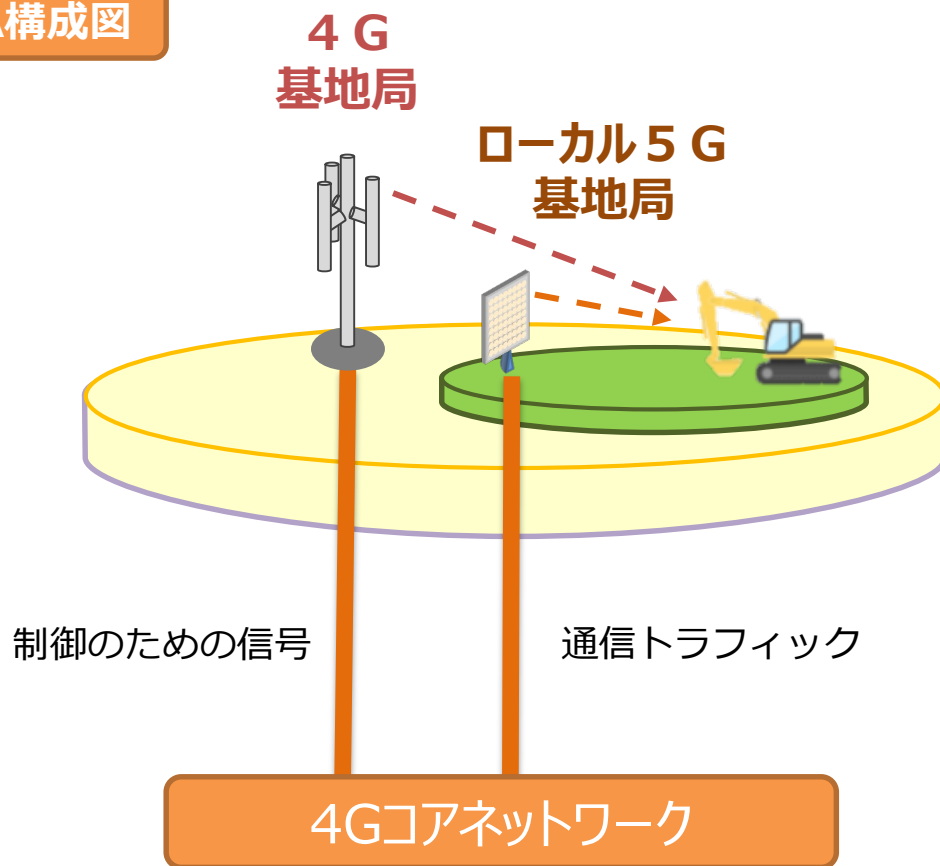 構成図
４Ｇ
基地局
ローカル５Ｇ
基地局
制御のための信号
通信トラフィック
4Gコアネットワーク